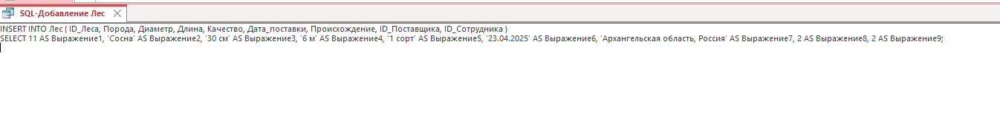 SQL-Добавление Лес
INSERT INTO Лес ( ID_Леса, Порода, Диаметр, Длина, Качество, Дата_поставки, Происхождение, ID_Поставщика, ID_Сотрудника )
SELECT 11 AS Выражение1, 'Сосна' AS Выражение2, '30 см' AS Выражение3, '6 м' AS Выражение4, '1 сорт' AS Выражение5, '23.04.2025' AS Выражение6, 'Архангельская область, Россия' AS Выражение7, 2 AS Выражение8, 2 AS Выражение9;